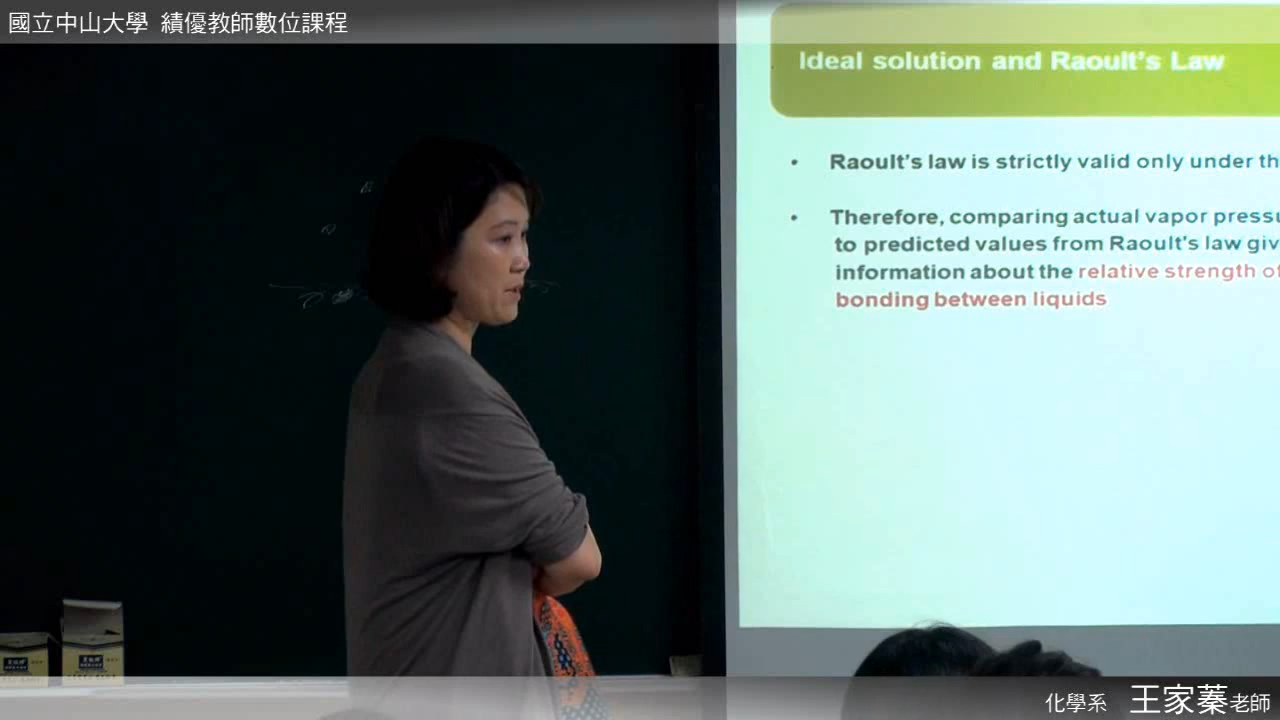 國立中山大學 績優教師數位課程
Ideal solution and Raoult's Law
• Raoult's law is strictly valid only under th
• Therefore, comparing actual vapor pressu
to predicted values from Raoult's law giv
information about the relative strength of
bonding between liquids
化學系 王家蓁老師